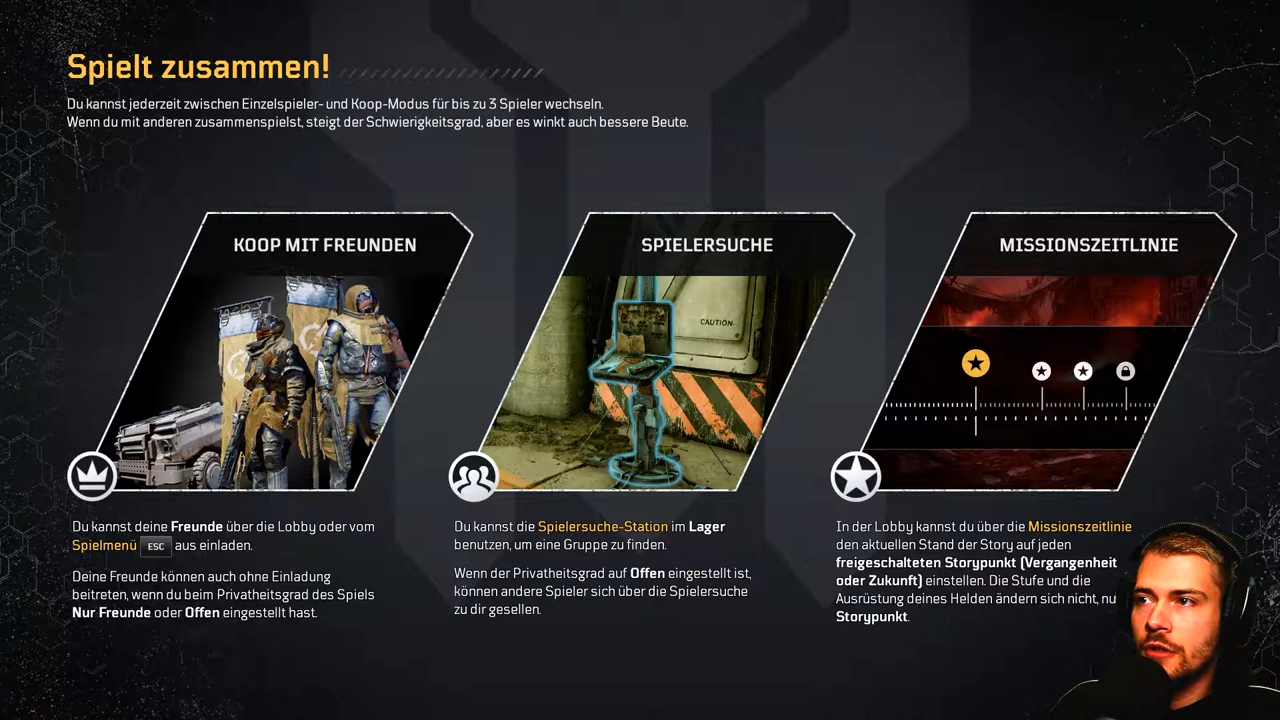 Spielt zusammen!
Du kannst jederzeit zwischen Einzelspieler- und Koop-Modus für bis zu 3 Spieler wechseln.
Wenn du mit anderen zusammenspielst, steigt der Schwierigkeitsgrad, aber es winkt auch bessere Beute.
KOOP MIT FREUNDEN
Du kannst deine Freunde über die Lobby oder vom
Spielmenü ESC aus einladen.
Deine Freunde können auch ohne Einladung
beitreten, wenn du beim Privatheitsgrad des Spiels
Nur Freunde oder Offen eingestellt hast.
SPIELERSUCHE
CAUTION
Du kannst die Spielersuche-Station im Lager
benutzen, um eine Gruppe zu finden.
Wenn der Privatheitsgrad auf Offen eingestellt ist,
können andere Spieler sich über die Spielersuche
zu dir gesellen.
MISSIONSZEITLINIE
In der Lobby kannst du über die Missionszeitlinie
den aktuellen Stand der Story auf jeden
freigeschalteten Storypunkt (Vergangenheit
oder Zukunft) einstellen. Die Stufe und die
Ausrüstung deines Helden ändern sich nicht, nu
Storypunkt.